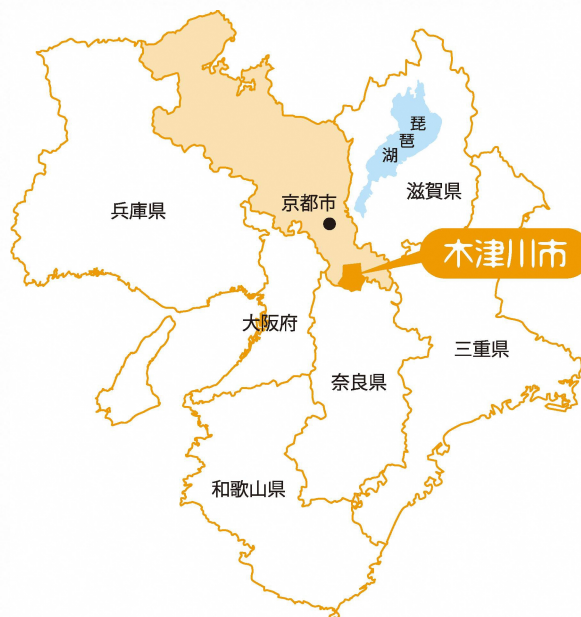 琵琶湖
滋賀県
京都市
兵庫県
木津川市
大阪府
三重県
奈良県
和歌山県